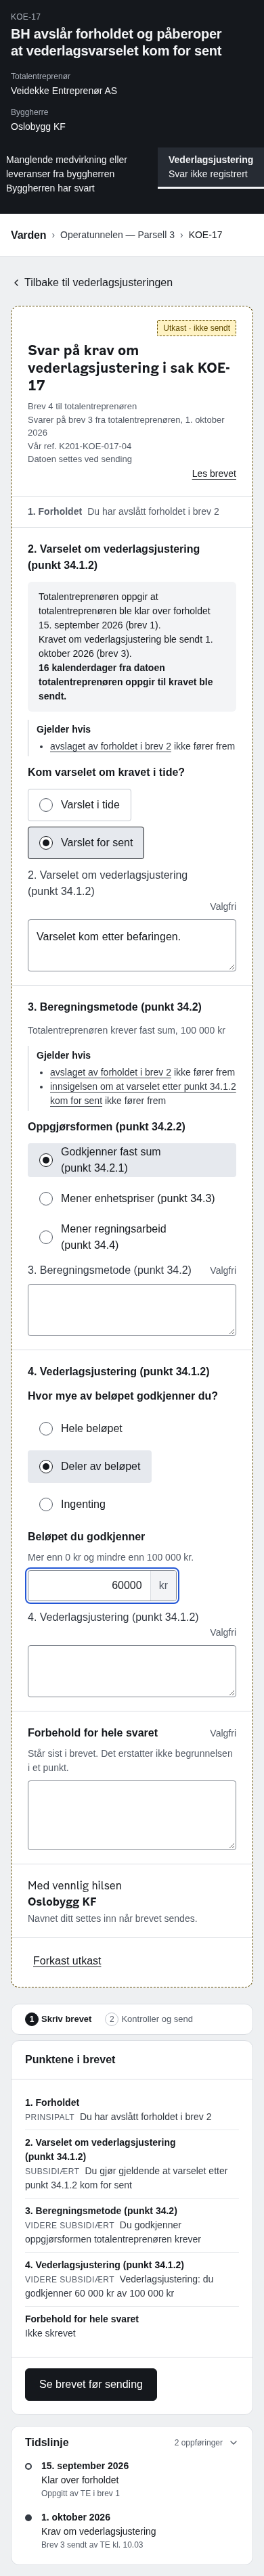 KOE-17
BH avslår forholdet og påberoper
at vederlagsvarselet kom for sent
Totalentreprenør
Veidekke Entreprenør AS
Byggherre
Oslobygg KF
Manglende medvirkning eller
leveranser fra byggherren
Byggherren har svart
Vederlagsjustering
Svar ikke registrert
Varden › Operatunnelen — Parsell 3 › KOE-17
Tilbake til vederlagsjusteringen
Utkast · ikke sendt
Svar på krav om
vederlagsjustering i sak KOE-
17
Brev 4 til totalentreprenøren
Svarer på brev 3 fra totalentreprenøren, 1. oktober
2026
Vår ref. K201-KOE-017-04
Datoen settes ved sending
Les brevet
1. Forholdet Du har avslått forholdet i brev 2
2. Varselet om vederlagsjustering
(punkt 34.1.2)
Totalentreprenøren oppgir at
totalentreprenøren ble klar over forholdet
15. september 2026 (brev 1).
Kravet om vederlagsjustering ble sendt 1.
oktober 2026 (brev 3).
16 kalenderdager fra datoen
totalentreprenøren oppgir til kravet ble
sendt.
Gjelder hvis
• avslaget av forholdet i brev 2 ikke fører frem
Kom varselet om kravet i tide?
Varslet i tide
Varslet for sent
2. Varselet om vederlagsjustering
(punkt 34.1.2)
Valgfri
Varselet kom etter befaringen.
3. Beregningsmetode (punkt 34.2)
Totalentreprenøren krever fast sum, 100 000 kr
Gjelder hvis
• avslaget av forholdet i brev 2 ikke fører frem
• innsigelsen om at varselet etter punkt 34.1.2
kom for sent ikke fører frem
Oppgjørsformen (punkt 34.2.2)
Godkjenner fast sum
(punkt 34.2.1)
Mener enhetspriser (punkt 34.3)
Mener regningsarbeid
(punkt 34.4)
3. Beregningsmetode (punkt 34.2) Valgfri
4. Vederlagsjustering (punkt 34.1.2)
Hvor mye av beløpet godkjenner du?
Hele beløpet
Deler av beløpet
Ingenting
Beløpet du godkjenner
Mer enn 0 kr og mindre enn 100 000 kr.
60000 kr
4. Vederlagsjustering (punkt 34.1.2)
Valgfri
Forbehold for hele svaret Valgfri
Står sist i brevet. Det erstatter ikke begrunnelsen
i et punkt.
Med vennlig hilsen
Oslobygg KF
Navnet ditt settes inn når brevet sendes.
Forkast utkast
1 Skriv brevet 2 Kontroller og send
Punktene i brevet
1. Forholdet
PRINSIPALT Du har avslått forholdet i brev 2
2. Varselet om vederlagsjustering
(punkt 34.1.2)
SUBSIDIÆRT Du gjør gjeldende at varselet etter
punkt 34.1.2 kom for sent
3. Beregningsmetode (punkt 34.2)
VIDERE SUBSIDIÆRT Du godkjenner
oppgjørsformen totalentreprenøren krever
4. Vederlagsjustering (punkt 34.1.2)
VIDERE SUBSIDIÆRT Vederlagsjustering: du
godkjenner 60 000 kr av 100 000 kr
Forbehold for hele svaret
Ikke skrevet
Se brevet før sending
Tidslinje 2 oppføringer
15. september 2026
Klar over forholdet
Oppgitt av TE i brev 1
1. oktober 2026
Krav om vederlagsjustering
Brev 3 sendt av TE kl. 10.03